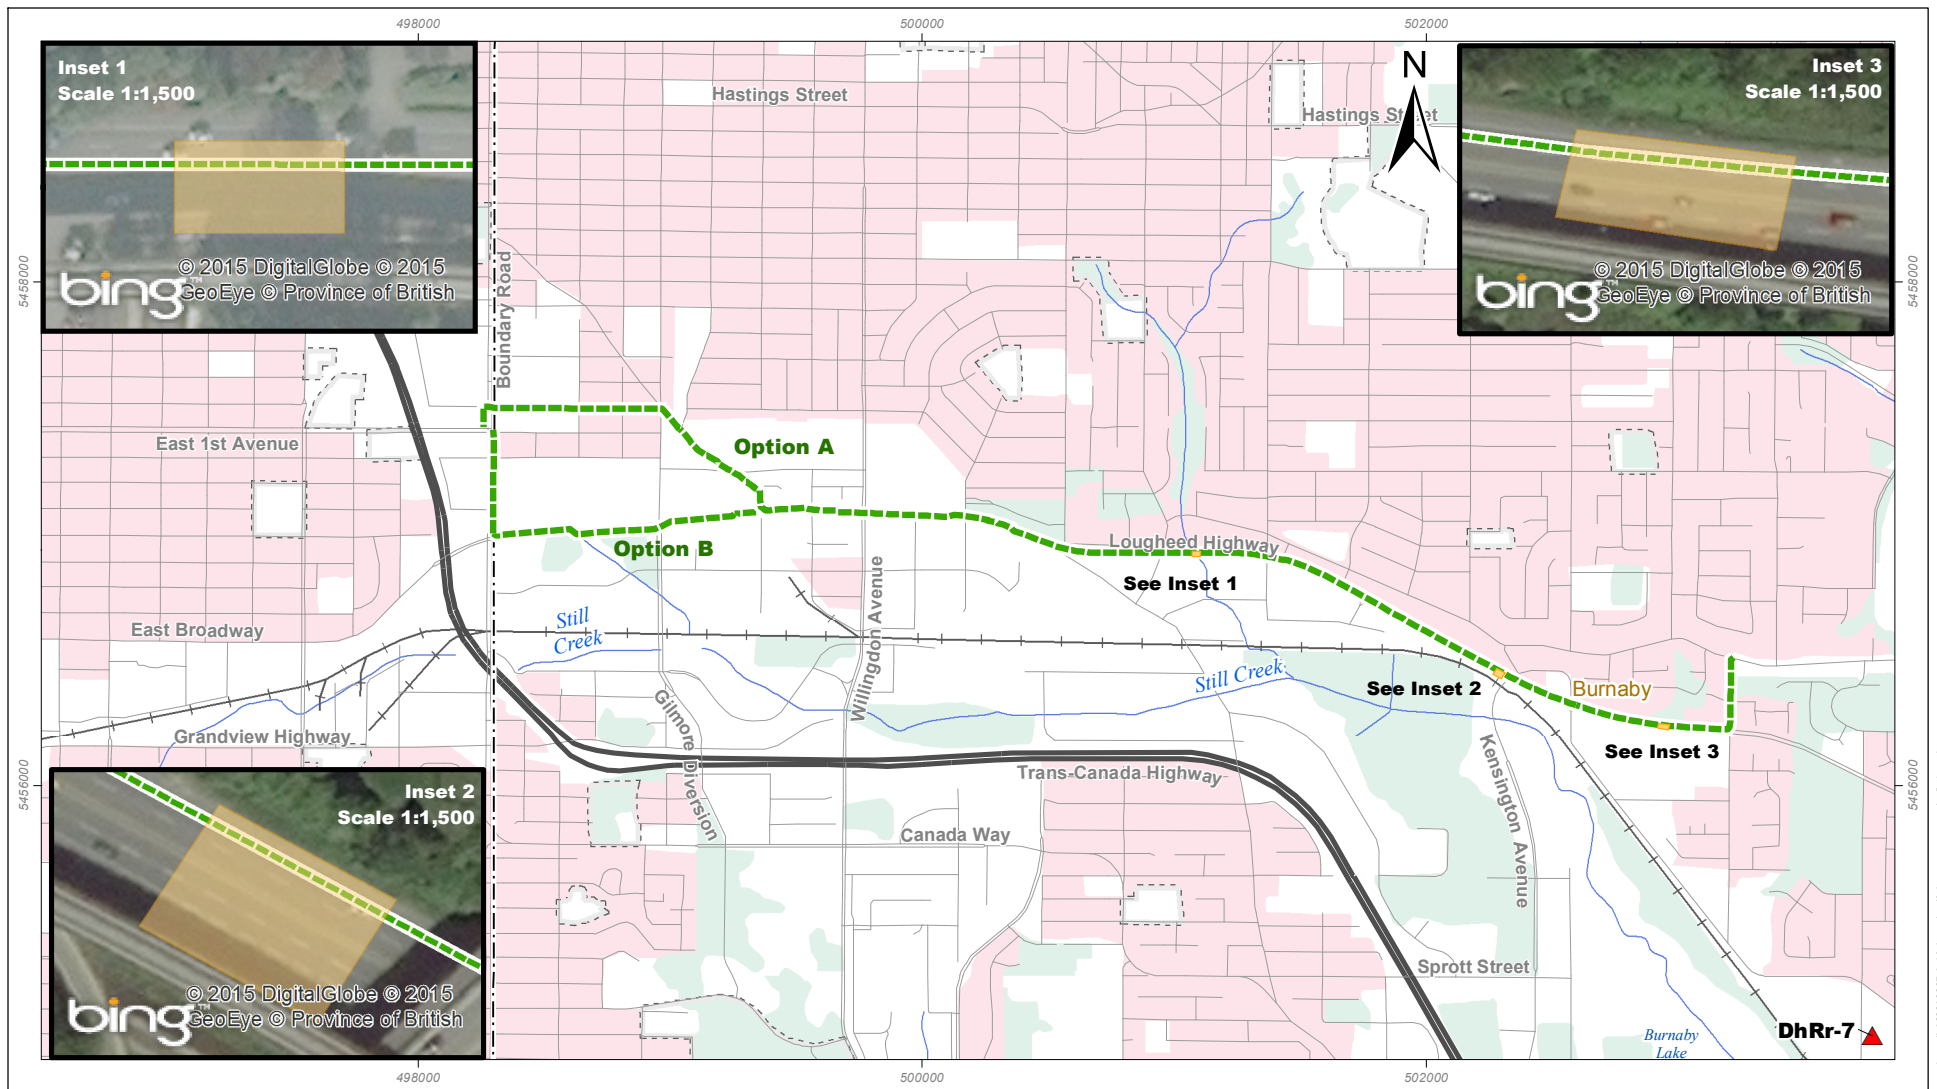 498000
500000
502000
Inset 1
Scale 1:1,500
© 2015 DigitalGlobe © 2015
GeoEye © Province of British
bing™
Inset 3
Scale 1:1,500
© 2015 DigitalGlobe © 2015
GeoEye © Province of British
bing
N
Hastings Street
Hastings Street
5458000
5458000
Boundary Road
East 1st Avenue
Option A
Option B
Lougheed Highway
See Inset 1
Willingdon Avenue
East Broadway
Still
Creek
Still Creek
See Inset 2
Burnaby
Gilmore Diversion
Grandview Highway
See Inset 3
Kensington Avenue
Trans-Canada Highway
5456000
5456000
Inset 2
Scale 1:1,500
© 2015 DigitalGlobe © 2015
GeoEye © Province of British
bing™
Canada Way
Sprott Street
DhRr-7
Burnaby
Lake
498000
500000
502000